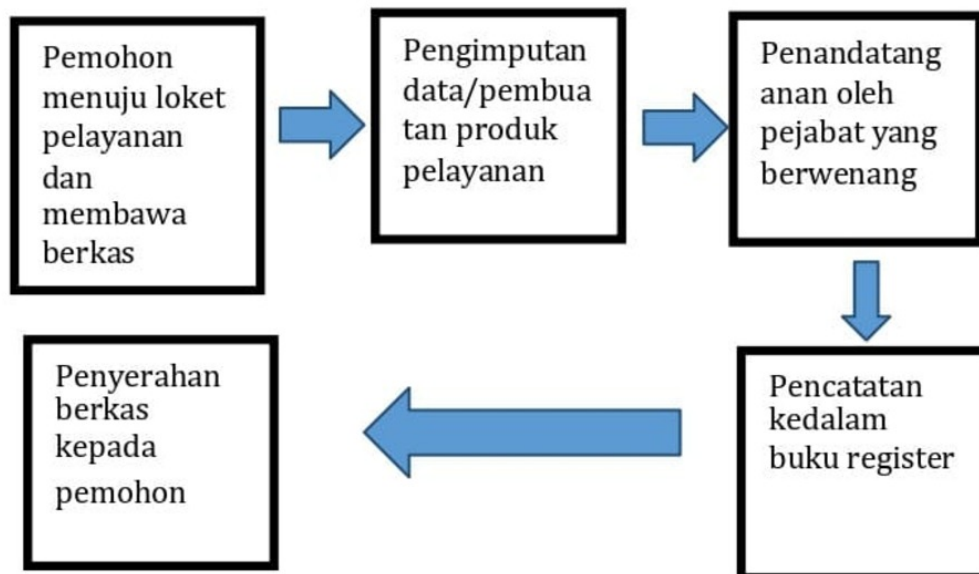 Pemohon
menuju loket
pelayanan
dan
membawa
berkas
Pengimputan
data/pembua
tan produk
pelayanan
Penandatang
anan oleh
pejabat yang
berwenang
Pencatatan
kedalam
buku register
Penyerahan
berkas
kepada
pemohon